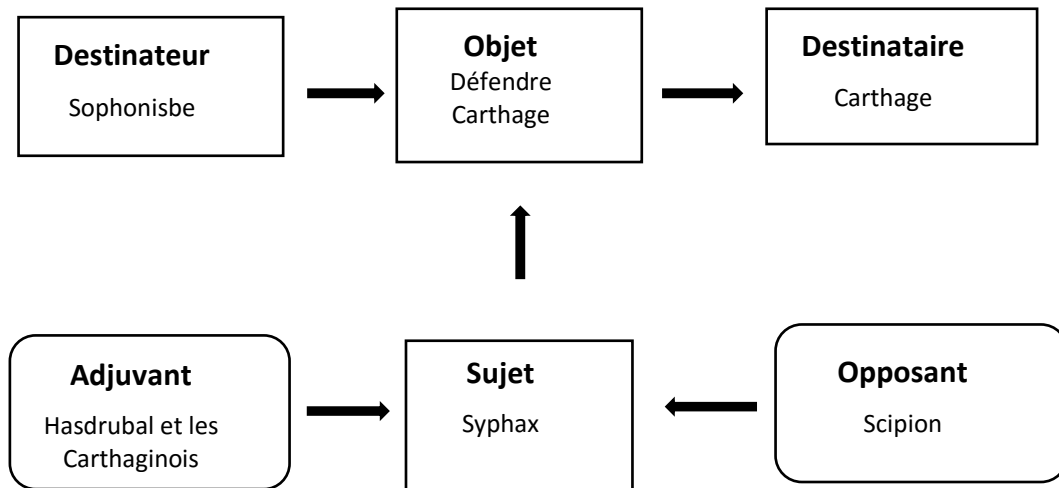 Destinateur
Sophonisbe
Objet
Défendre
Carthage
Destinataire
Carthage
Adjuvant
Hasdrubal et les
Carthaginois
Sujet
Syphax
Opposant
Scipion